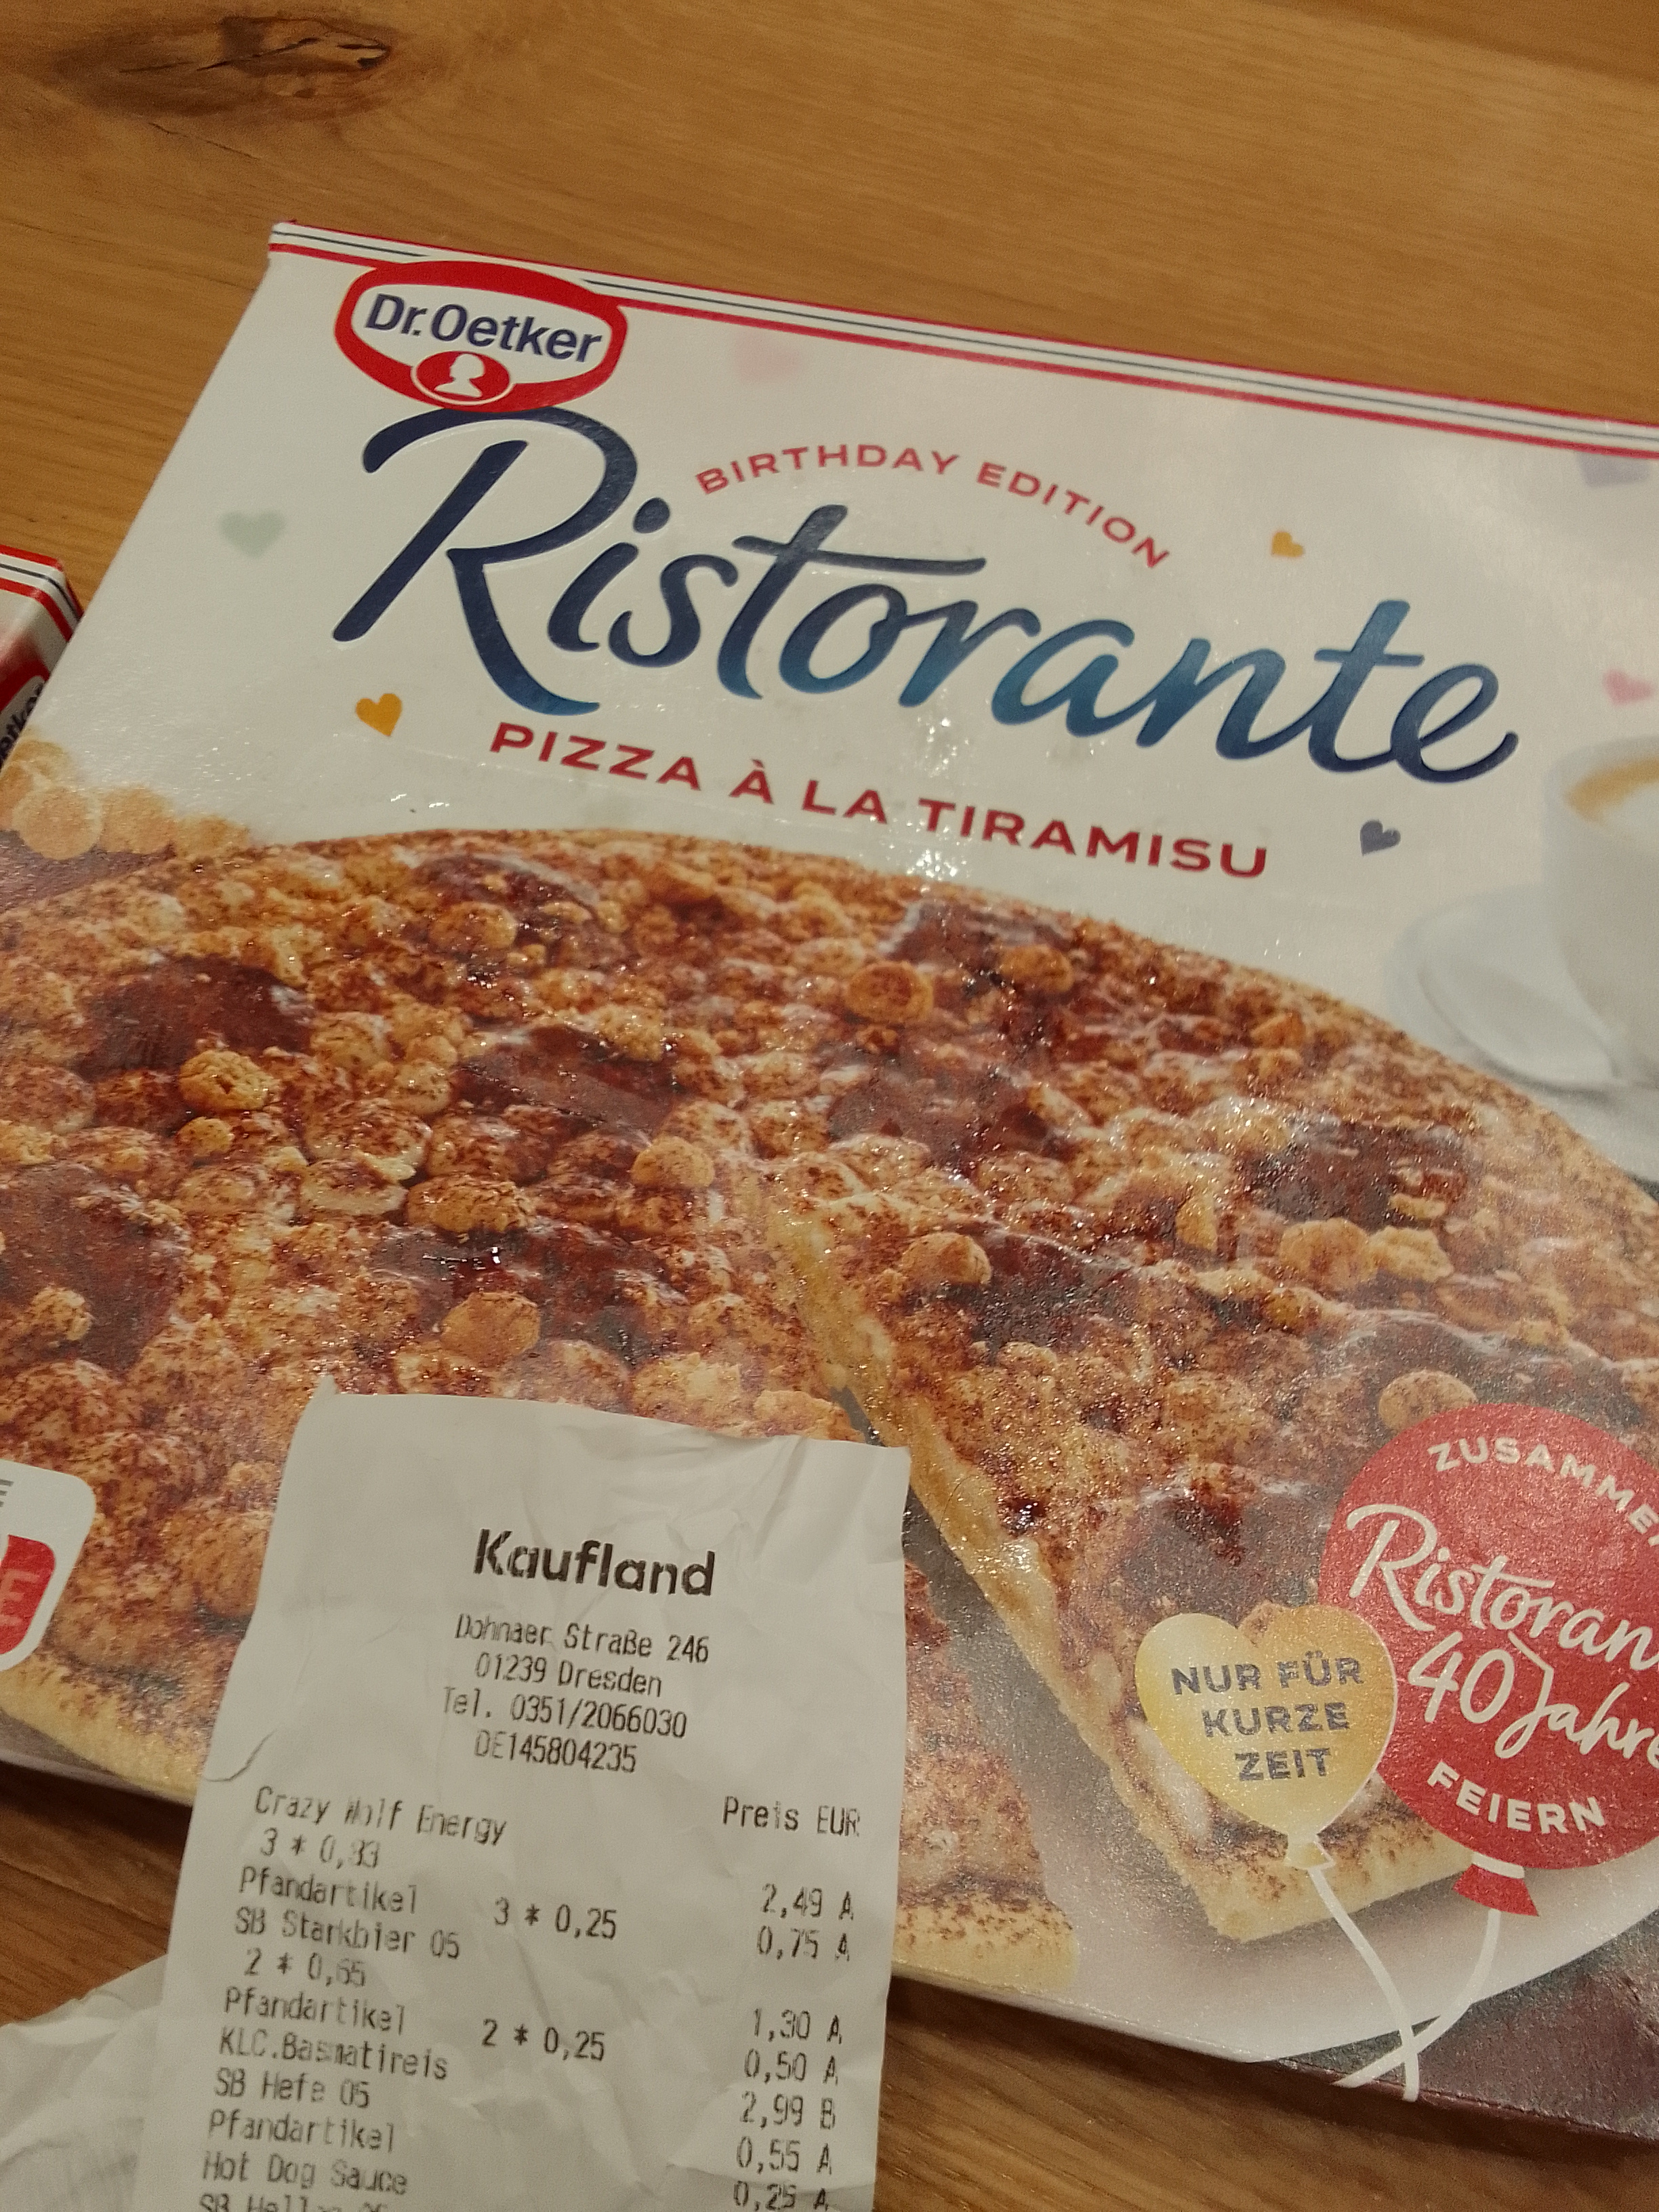 Dr.Oetker
BIRTHDAY EDITION
Ristorante
PIZZA À LA TIRAMISU
ZUSAMMEN
Ristoran
40 Jahre
FEIERN
NUR FÜR
KURZE
ZEIT
E
Kaufland
Dohnaer Straße 246
01239 Dresden
Tel. 0351/2066030
DE145804235
Preis EUR
Crazy Wolf Energy
3 * 0,83 2,49 A
Pfandartikel 3 * 0,25 0,75 A
SB Starkbier 05
2 * 0,65 1,30 A
Pfandartikel 2 * 0,25 0,50 A
KLC.Basmatireis 2,99 B
SB Hefe 05 0,55 A
Pfandartikel 0,25 A
Hot Dog Sauce